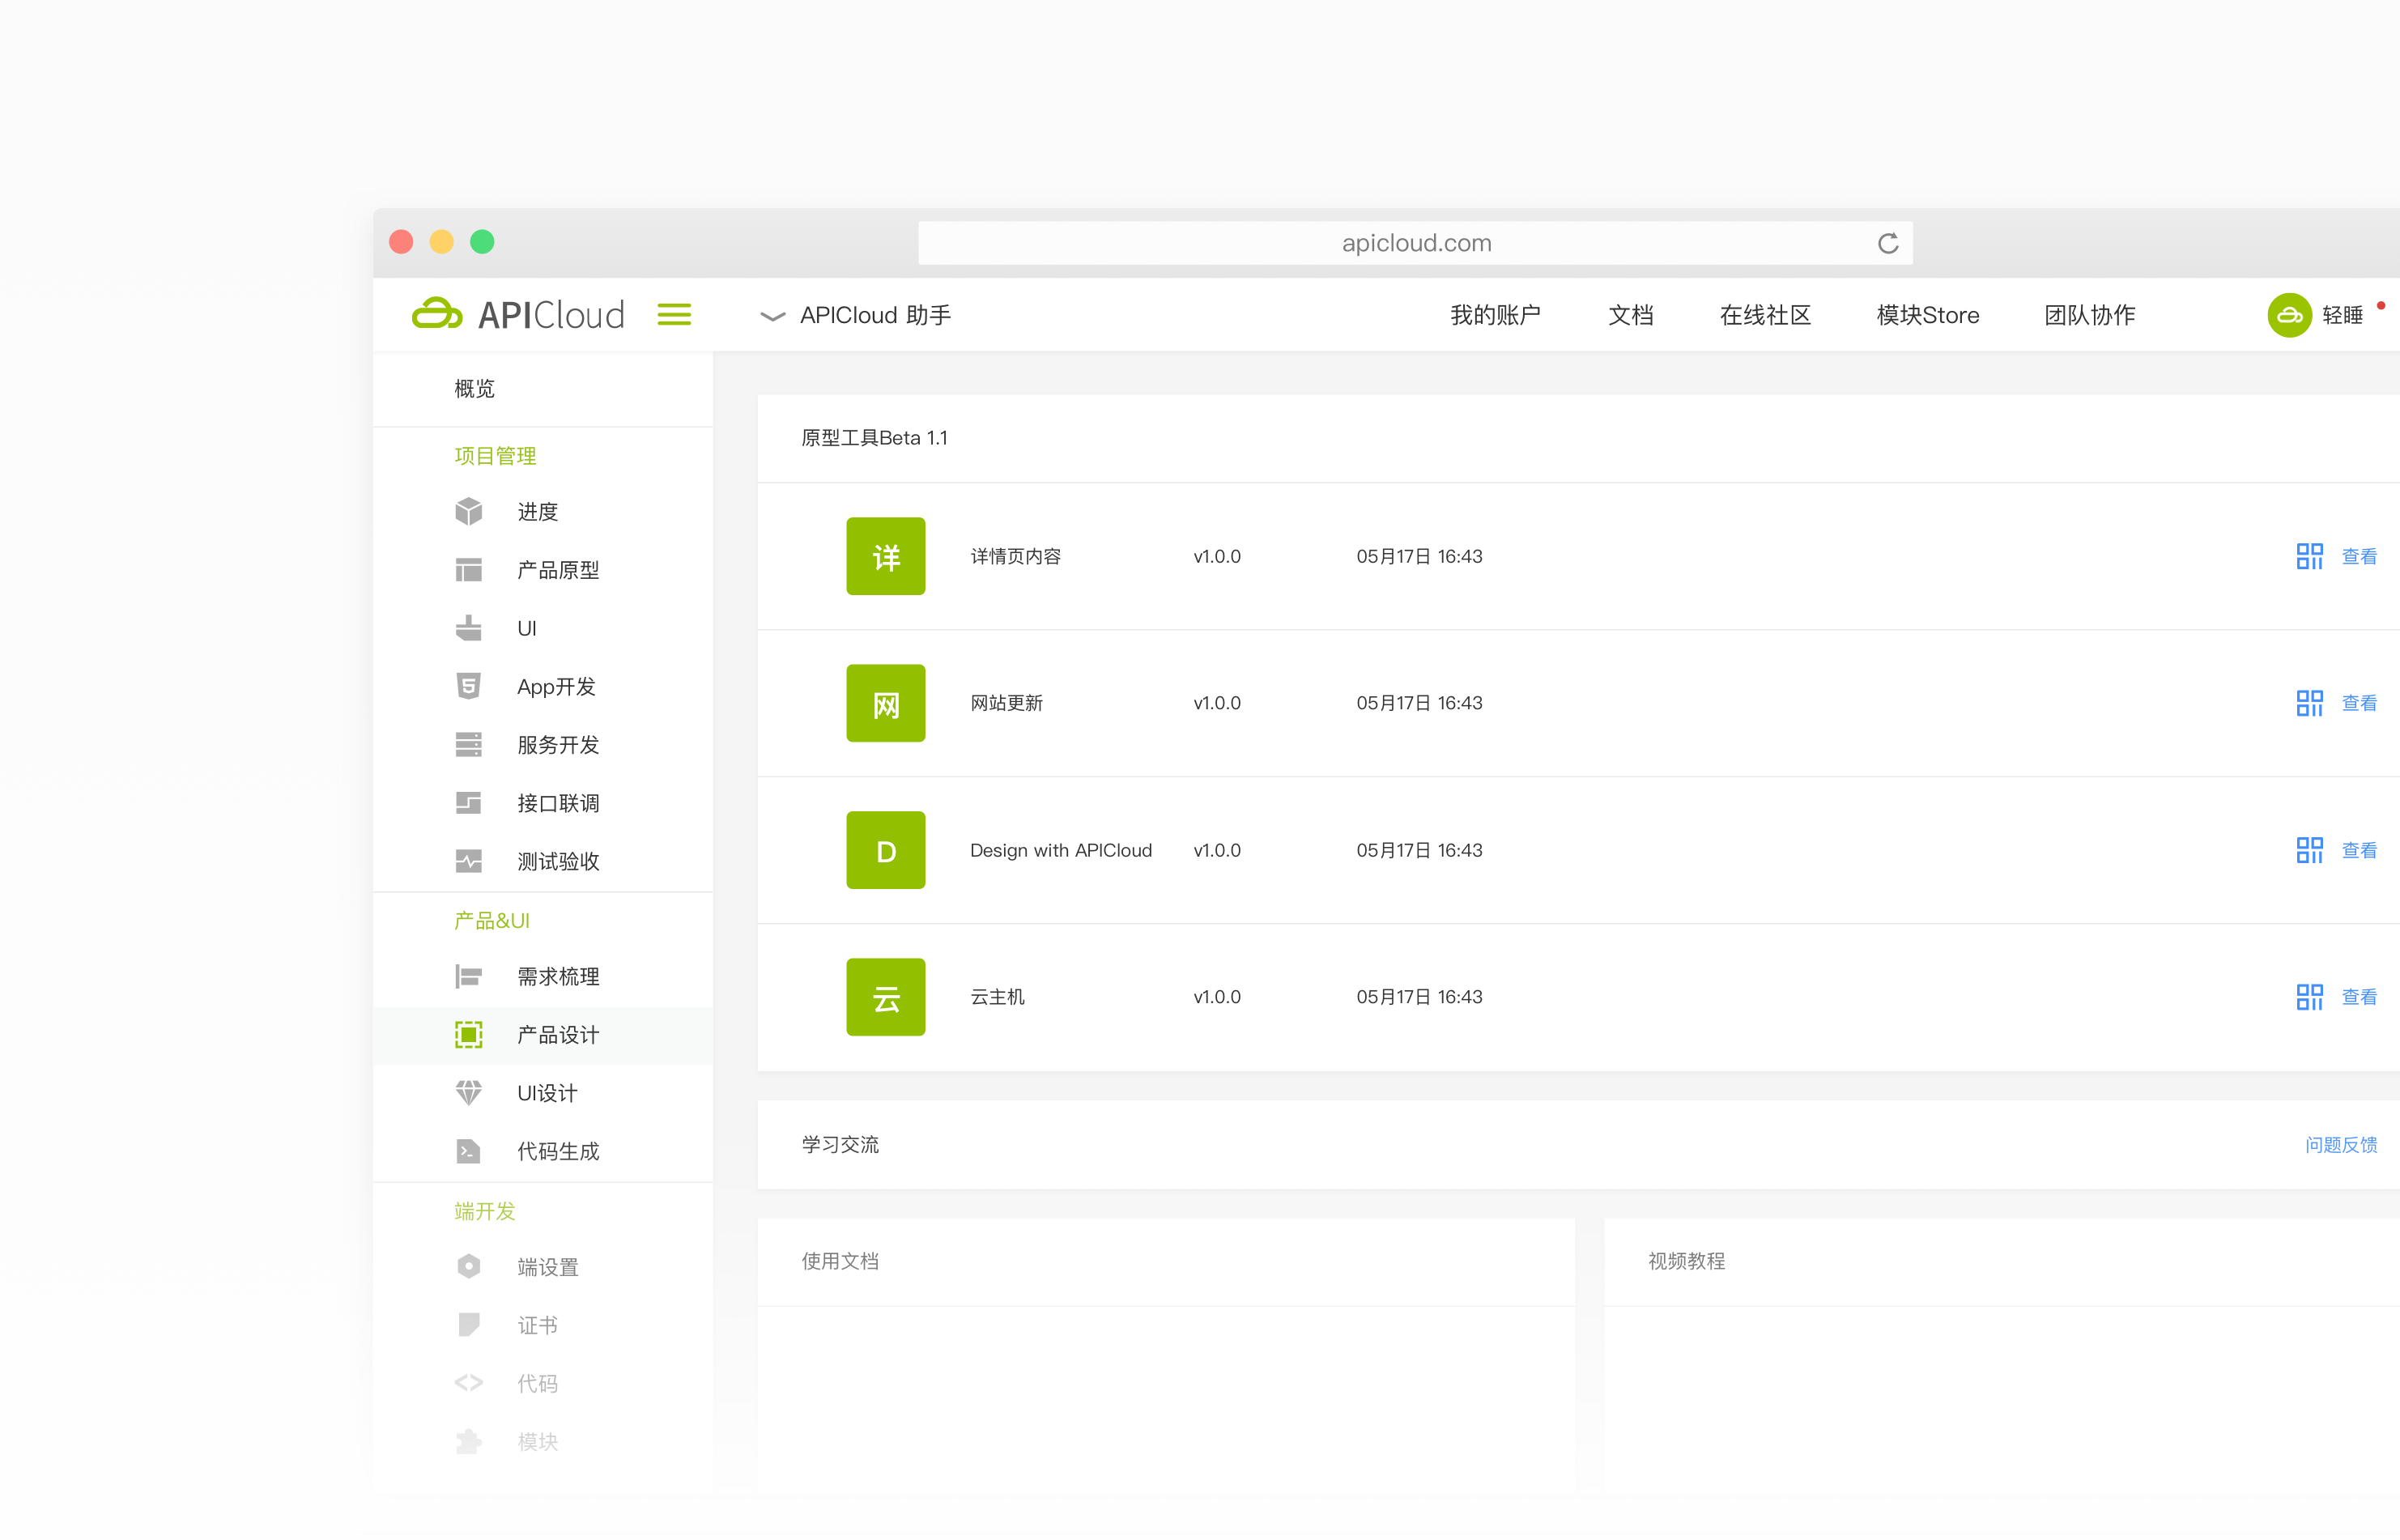 apicloud.com
APICloud
APICloud 助手
我的账户 文档 在线社区 模块Store 团队协作 轻睡
概览
项目管理
进度
产品原型
UI
App开发
服务开发
接口联调
测试验收
产品&UI
需求梳理
产品设计
UI设计
代码生成
端开发
端设置
证书
代码
模块
原型工具Beta 1.1
详 详情页内容 v1.0.0 05月17日 16:43 查看
网 网站更新 v1.0.0 05月17日 16:43 查看
D Design with APICloud v1.0.0 05月17日 16:43 查看
云 云主机 v1.0.0 05月17日 16:43 查看
学习交流 问题反馈
使用文档
视频教程